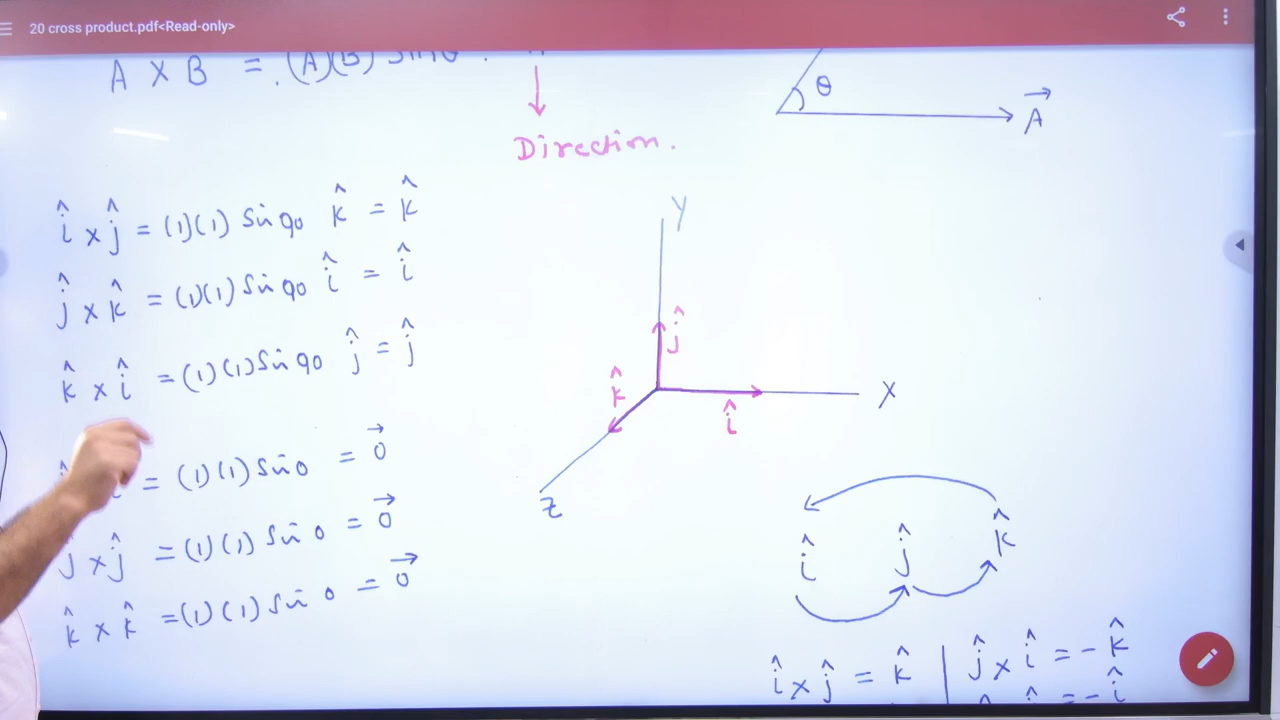 20 cross product.pdf<Read-only>
A X B = (A)(B) sinθ
θ
A⃗
Direction.
î x ĵ = (1)(1) Sin 90 k̂ = k̂
ĵ x k̂ = (1)(1) Sin 90 î = î
k̂ x î = (1)(1) Sin 90 ĵ = ĵ
= (1)(1) Sin 0 = 0⃗
ĵ x ĵ = (1)(1) Sin 0 = 0⃗
k̂ x k̂ = (1)(1) Sin 0 = 0⃗
Y
ĵ
k̂
î
X
Z
î ĵ k̂
î x ĵ = k̂ | ĵ x î = - k̂
= - î